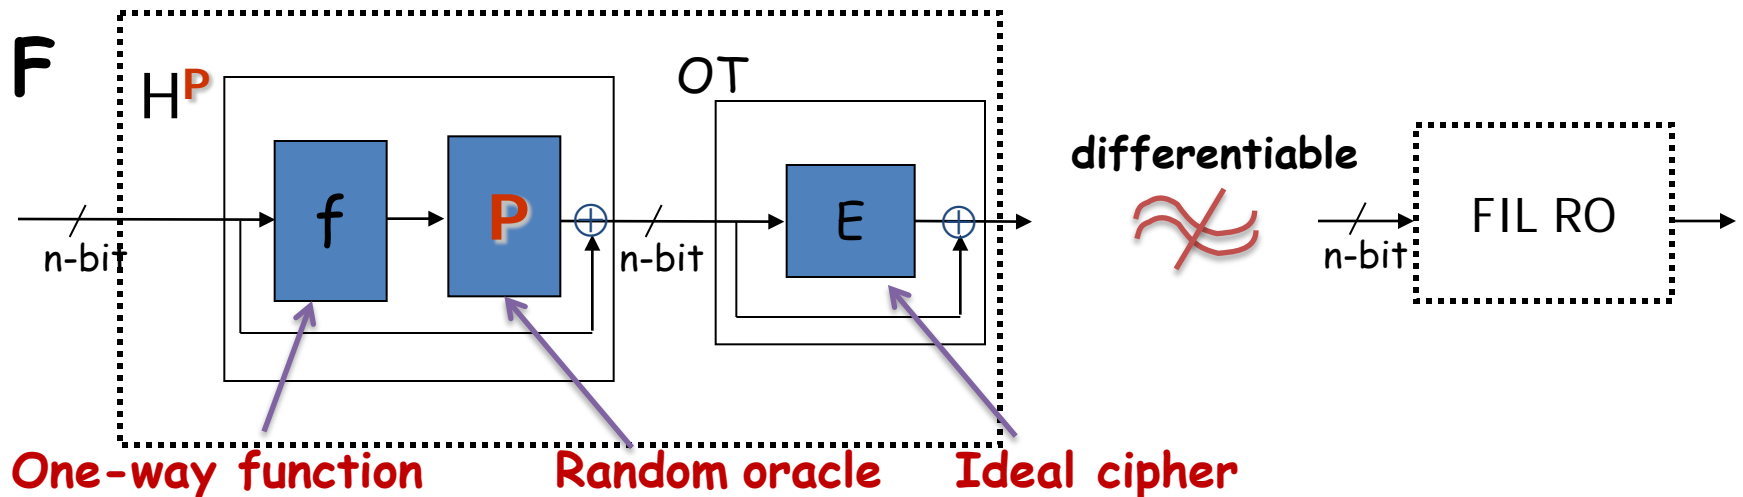 F
H^P
OT
f
P
E
n-bit
n-bit
differentiable
FIL RO
n-bit
One-way function
Random oracle
Ideal cipher